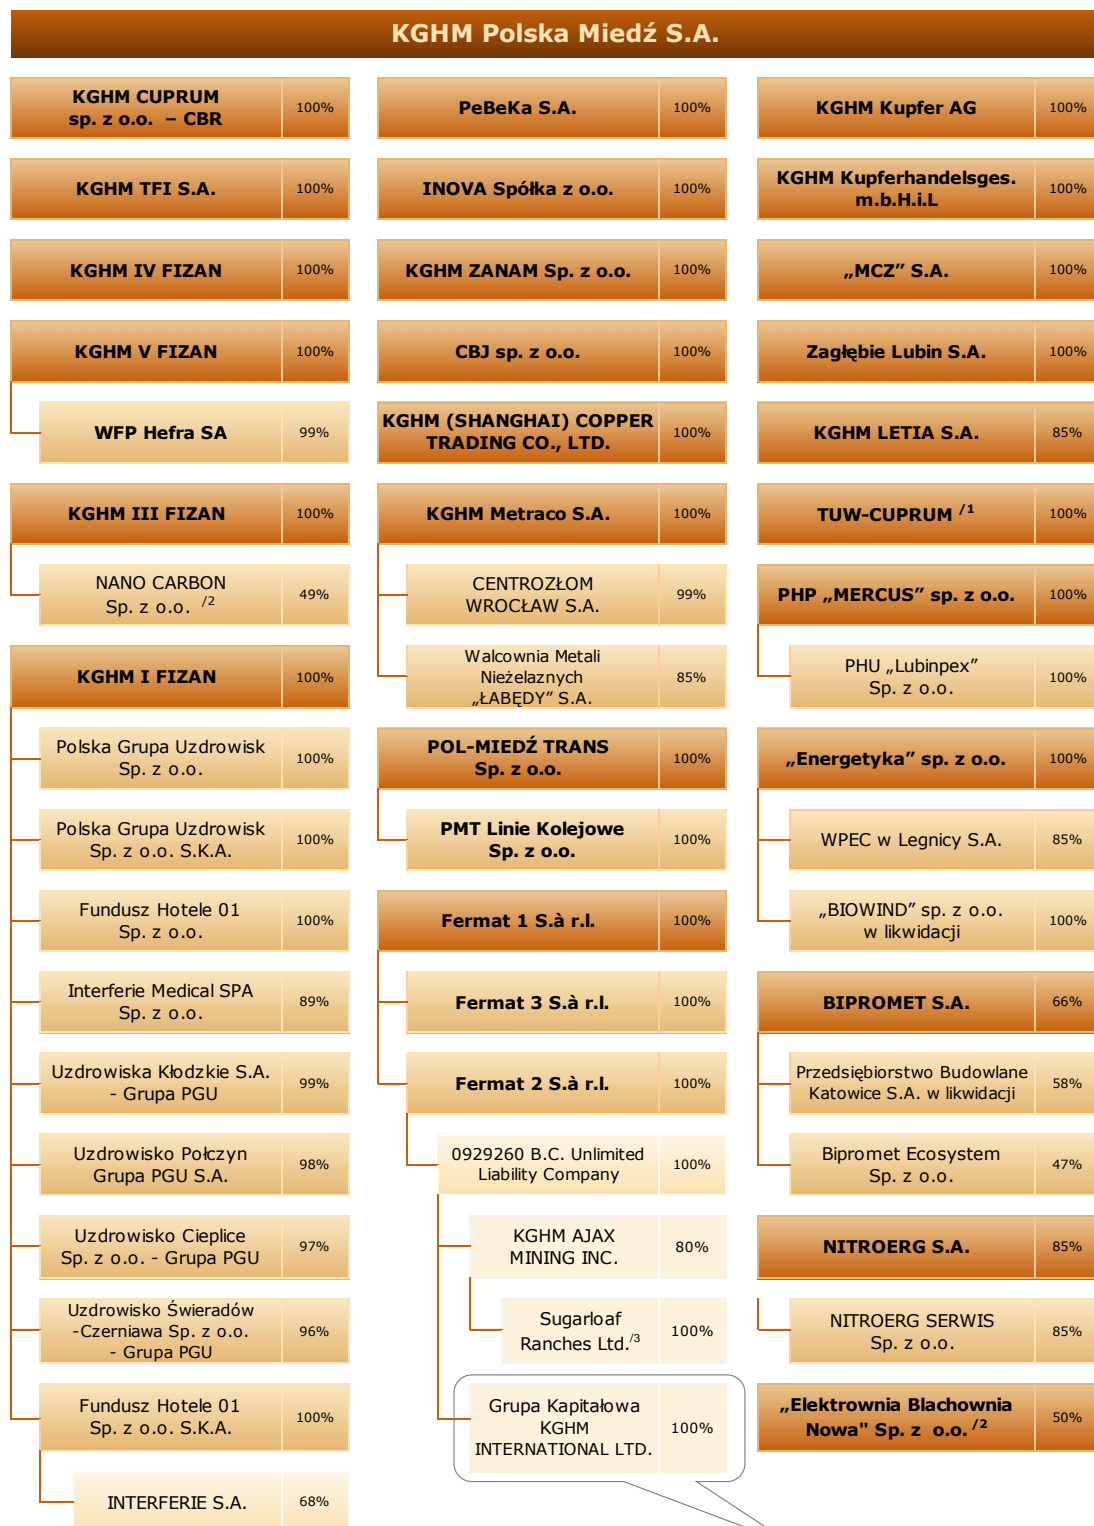 KGHM Polska Miedź S.A.
KGHM CUPRUM
sp. z o.o. – CBR
100%
KGHM TFI S.A.
100%
KGHM IV FIZAN
100%
KGHM V FIZAN
100%
WFP Hefra SA
99%
KGHM III FIZAN
100%
NANO CARBON
Sp. z o.o. /2
49%
KGHM I FIZAN
100%
Polska Grupa Uzdrowisk
Sp. z o.o.
100%
Polska Grupa Uzdrowisk
Sp. z o.o. S.K.A.
100%
Fundusz Hotele 01
Sp. z o.o.
100%
Interferie Medical SPA
Sp. z o.o.
89%
Uzdrowiska Kłodzkie S.A.
- Grupa PGU
99%
Uzdrowisko Połczyn
Grupa PGU S.A.
98%
Uzdrowisko Cieplice
Sp. z o.o. - Grupa PGU
97%
Uzdrowisko Świeradów
-Czerniawa Sp. z o.o.
- Grupa PGU
96%
Fundusz Hotele 01
Sp. z o.o. S.K.A.
100%
INTERFERIE S.A.
68%
PeBeKa S.A.
100%
INOVA Spółka z o.o.
100%
KGHM ZANAM Sp. z o.o.
100%
CBJ sp. z o.o.
100%
KGHM (SHANGHAI) COPPER
TRADING CO., LTD.
100%
KGHM Metraco S.A.
100%
CENTROZŁOM
WROCŁAW S.A.
99%
Walcownia Metali
Nieżelaznych
„ŁABĘDY” S.A.
85%
POL-MIEDŹ TRANS
Sp. z o.o.
100%
PMT Linie Kolejowe
Sp. z o.o.
100%
Fermat 1 S.à r.l.
100%
Fermat 3 S.à r.l.
100%
Fermat 2 S.à r.l.
100%
0929260 B.C. Unlimited
Liability Company
100%
KGHM AJAX
MINING INC.
80%
Sugarloaf
Ranches Ltd./3
100%
Grupa Kapitałowa
KGHM
INTERNATIONAL LTD.
100%
KGHM Kupfer AG
100%
KGHM Kupferhandelsges.
m.b.H.i.L
100%
„MCZ” S.A.
100%
Zagłębie Lubin S.A.
100%
KGHM LETIA S.A.
85%
TUW-CUPRUM /1
100%
PHP „MERCUS” sp. z o.o.
100%
PHU „Lubinpex”
Sp. z o.o.
100%
„Energetyka” sp. z o.o.
100%
WPEC w Legnicy S.A.
85%
„BIOWIND” sp. z o.o.
w likwidacji
100%
BIPROMET S.A.
66%
Przedsiębiorstwo Budowlane
Katowice S.A. w likwidacji
58%
Bipromet Ecosystem
Sp. z o.o.
47%
NITROERG S.A.
85%
NITROERG SERWIS
Sp. z o.o.
85%
„Elektrownia Blachownia
Nowa" Sp. z o.o. /2
50%